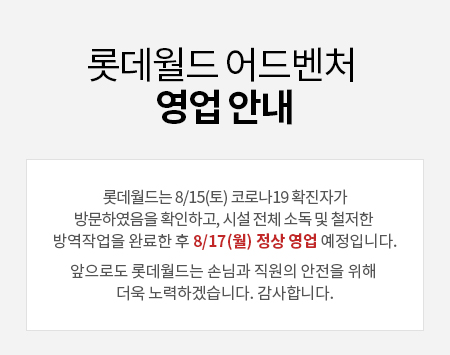 롯데월드 어드벤처
영업 안내
롯데월드는 8/15(토) 코로나19 확진자가
방문하였음을 확인하고, 시설 전체 소독 및 철저한
방역작업을 완료한 후 8/17(월) 정상 영업 예정입니다.
앞으로도 롯데월드는 손님과 직원의 안전을 위해
더욱 노력하겠습니다. 감사합니다.